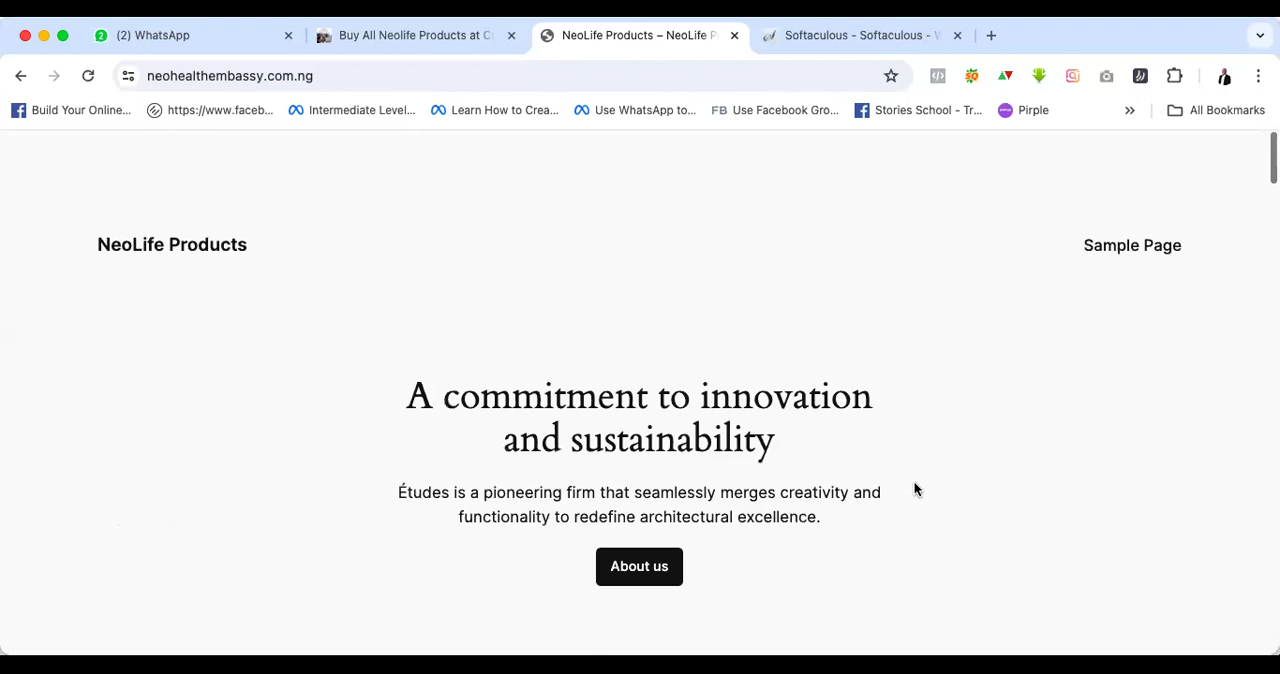 2 (2) WhatsApp
Buy All Neolife Products at C
NeoLife Products – NeoLife P
Softaculous - Softaculous - W
neohealthembassy.com.ng
Build Your Online...
https://www.faceb...
Intermediate Level...
Learn How to Crea...
Use WhatsApp to...
FB Use Facebook Gro...
Stories School - Tr...
Pirple
All Bookmarks
NeoLife Products
Sample Page
A commitment to innovation
and sustainability
Études is a pioneering firm that seamlessly merges creativity and
functionality to redefine architectural excellence.
About us